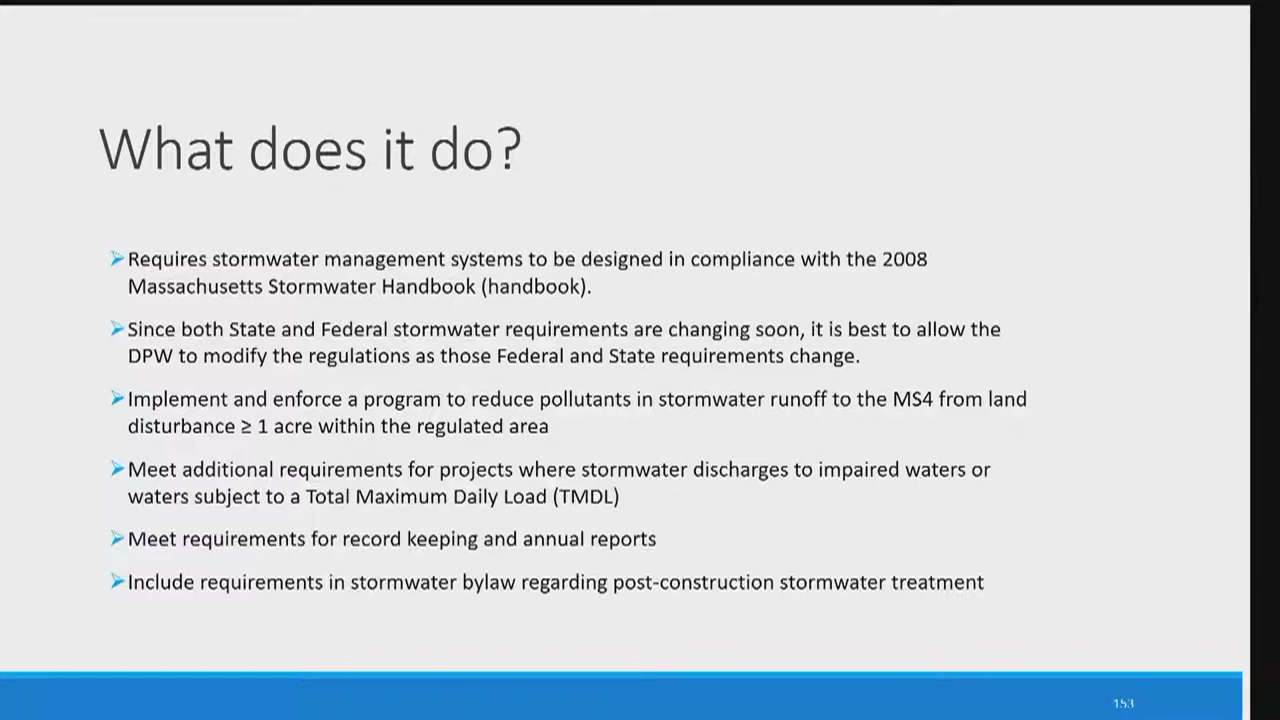 What does it do?
Requires stormwater management systems to be designed in compliance with the 2008
Massachusetts Stormwater Handbook (handbook).
Since both State and Federal stormwater requirements are changing soon, it is best to allow the
DPW to modify the regulations as those Federal and State requirements change.
Implement and enforce a program to reduce pollutants in stormwater runoff to the MS4 from land
disturbance ≥ 1 acre within the regulated area
Meet additional requirements for projects where stormwater discharges to impaired waters or
waters subject to a Total Maximum Daily Load (TMDL)
Meet requirements for record keeping and annual reports
Include requirements in stormwater bylaw regarding post-construction stormwater treatment
153